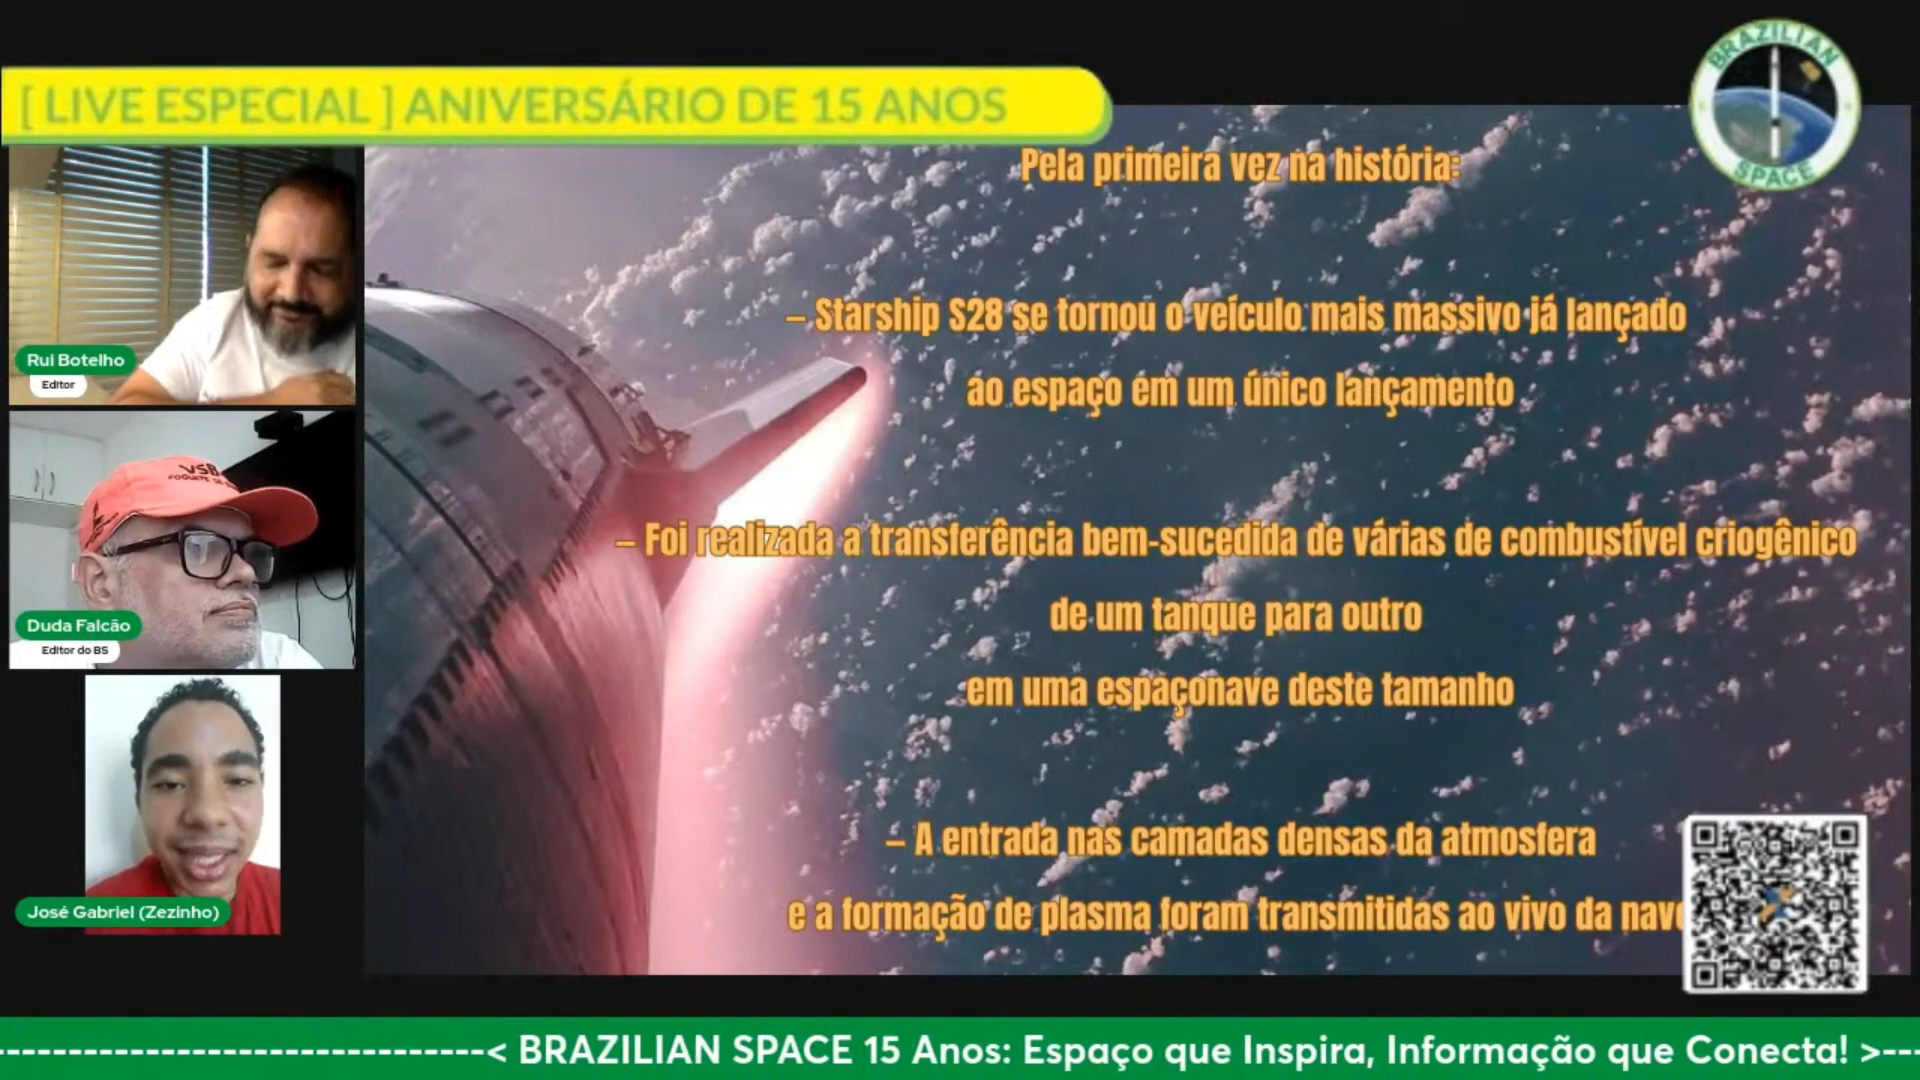 [ LIVE ESPECIAL ] ANIVERSÁRIO DE 15 ANOS
BRAZILIAN
SPACE
Pela primeira vez na história:
– Starship S28 se tornou o veículo mais massivo já lançado
ao espaço em um único lançamento
– Foi realizada a transferência bem-sucedida de várias de combustível criogênico
de um tanque para outro
em uma espaçonave deste tamanho
– A entrada nas camadas densas da atmosfera
e a formação de plasma foram transmitidas ao vivo da nave
Rui Botelho
Editor
VSB
Duda Falcão
Editor do BS
José Gabriel (Zezinho)
-------------------------------< BRAZILIAN SPACE 15 Anos: Espaço que Inspira, Informação que Conecta! >---